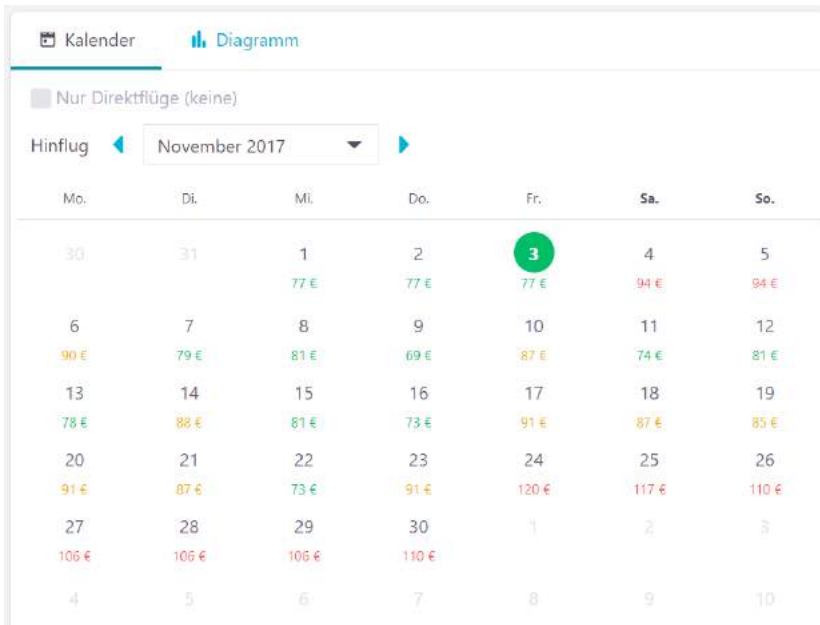 Kalender Diagramm
Nur Direktflüge (keine)
Hinflug November 2017
Mo. Di. Mi. Do. Fr. Sa. So.
30 31 1 2 3 4 5
77 € 77 € 77 € 94 € 94 €
6 7 8 9 10 11 12
90 € 79 € 81 € 69 € 87 € 74 € 81 €
13 14 15 16 17 18 19
78 € 88 € 81 € 73 € 91 € 87 € 85 €
20 21 22 23 24 25 26
91 € 87 € 73 € 91 € 120 € 117 € 110 €
27 28 29 30 1 2 3
106 € 106 € 106 € 110 €
4 5 6 7 8 9 10